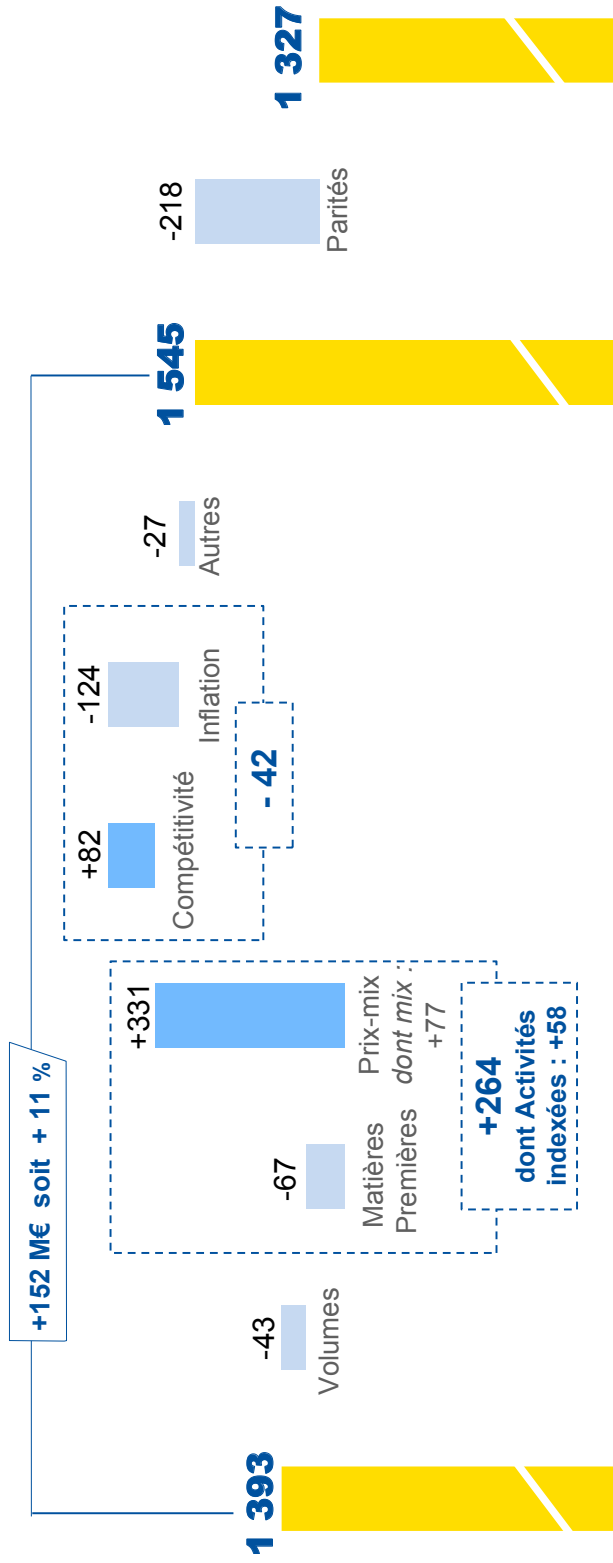 +152 M€ soit + 11 %
1 393
-43
Volumes
-67
Matières
Premières
+331
Prix-mix
dont mix :
+77
+264
dont Activités
indexées : +58
+82
Compétitivité
-124
Inflation
- 42
-27
Autres
1 545
-218
Parités
1 327